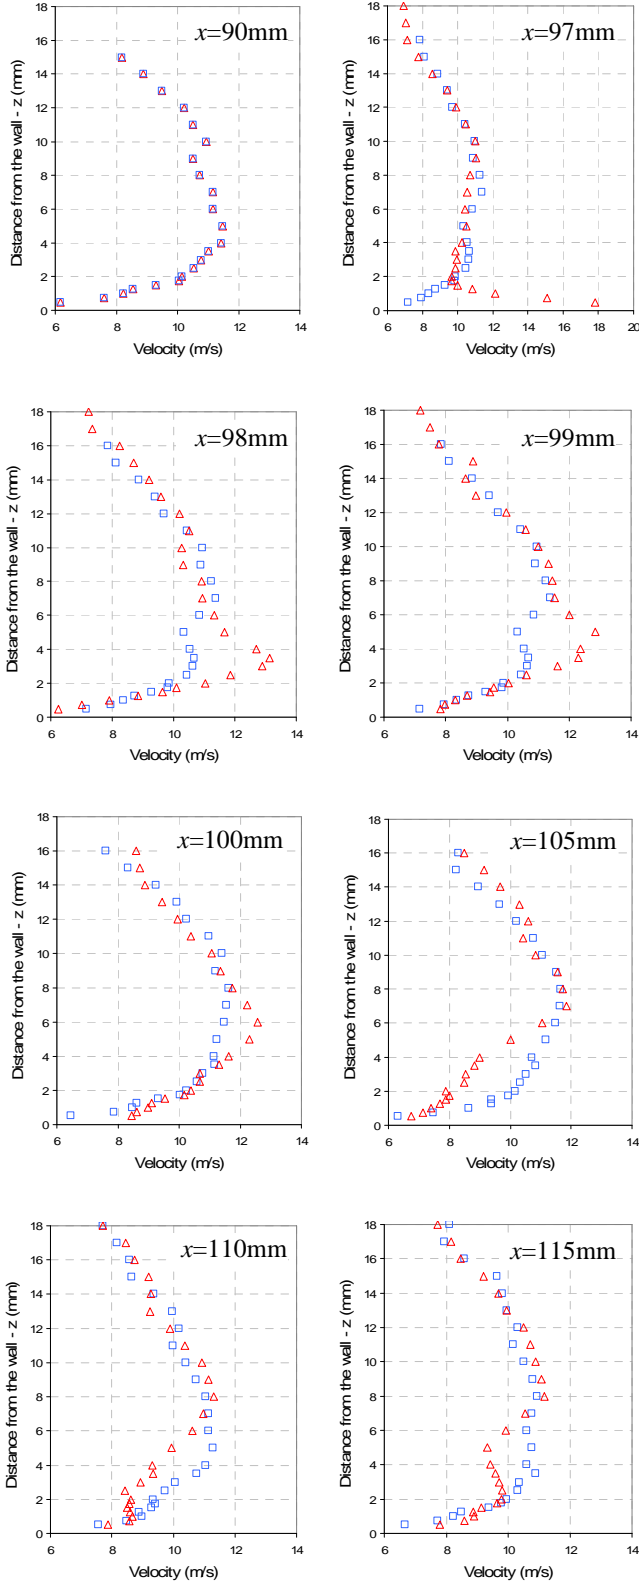 x=90mm
Distance from the wall - z (mm)
18
16
14
12
10
8
6
4
2
0
6 8 10 12 14
Velocity (m/s)
x=97mm
Distance from the wall - z (mm)
18
16
14
12
10
8
6
4
2
0
6 8 10 12 14 16 18 20
Velocity (m/s)
x=98mm
Distance from the wall - z (mm)
18
16
14
12
10
8
6
4
2
0
6 8 10 12 14
Velocity (m/s)
x=99mm
Distance from the wall - z (mm)
18
16
14
12
10
8
6
4
2
0
6 8 10 12 14
Velocity (m/s)
x=100mm
Distance from the wall - z (mm)
18
16
14
12
10
8
6
4
2
0
6 8 10 12 14
Velocity (m/s)
x=105mm
Distance from the wall - z (mm)
18
16
14
12
10
8
6
4
2
0
6 8 10 12 14
Velocity (m/s)
x=110mm
Distance from the wall - z (mm)
18
16
14
12
10
8
6
4
2
0
6 8 10 12 14
Velocity (m/s)
x=115mm
Distance from the wall - z (mm)
18
16
14
12
10
8
6
4
2
0
6 8 10 12 14
Velocity (m/s)